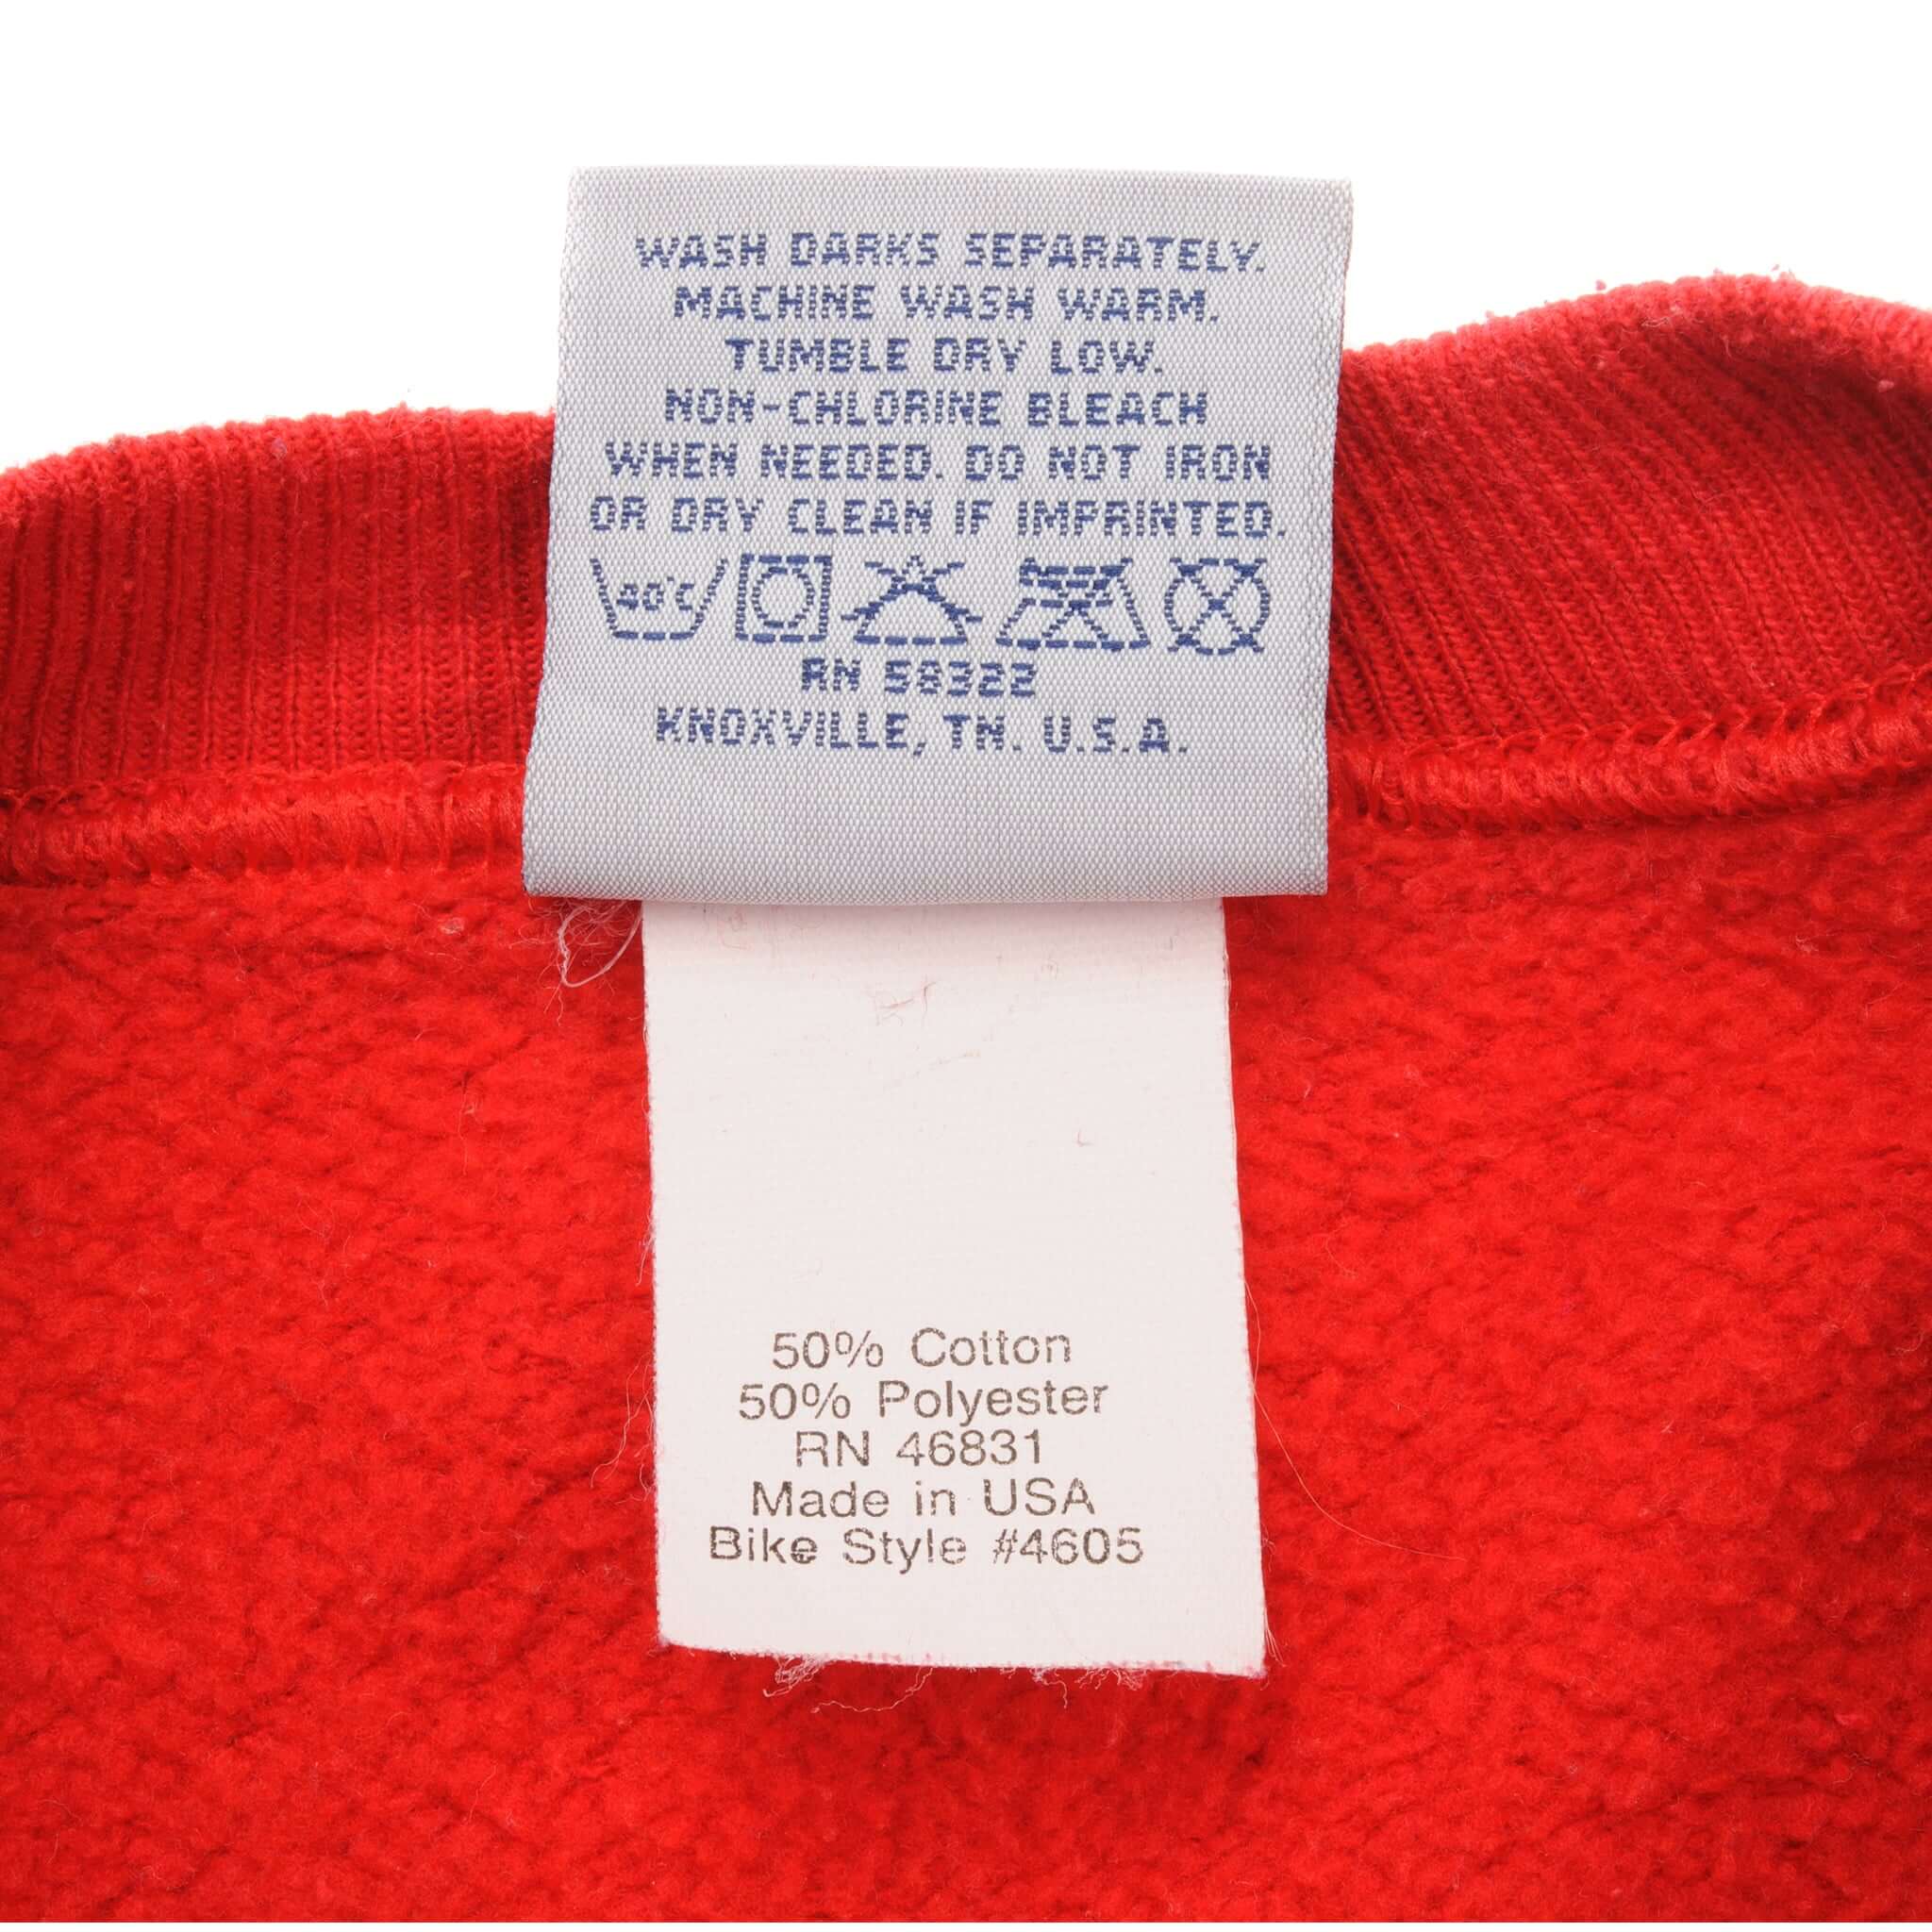 WASH DARKS SEPARATELY.
MACHINE WASH WARM.
TUMBLE DRY LOW.
NON-CHLORINE BLEACH
WHEN NEEDED. DO NOT IRON
OR DRY CLEAN IF IMPRINTED.
40°C
RN 58322
KNOXVILLE, TN. U.S.A.
50% Cotton
50% Polyester
RN 46831
Made in USA
Bike Style #4605